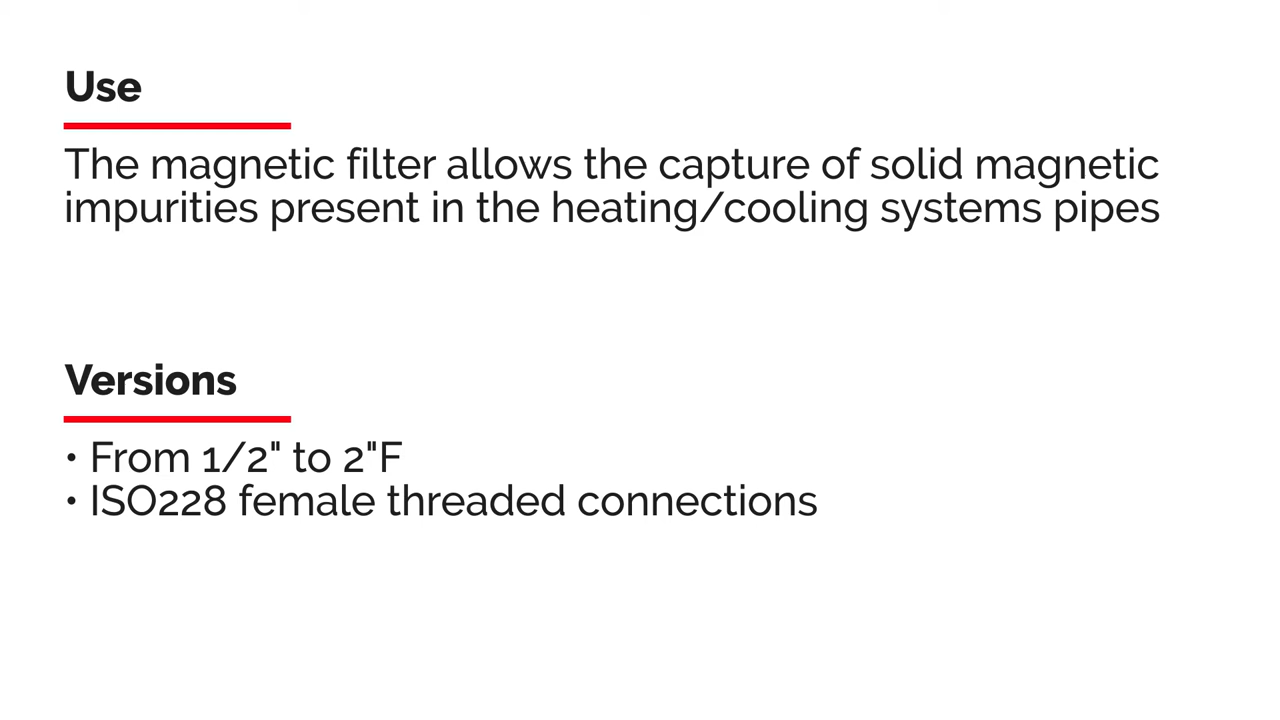 Use
The magnetic filter allows the capture of solid magnetic
impurities present in the heating/cooling systems pipes
Versions
• From 1/2" to 2"F
• ISO228 female threaded connections